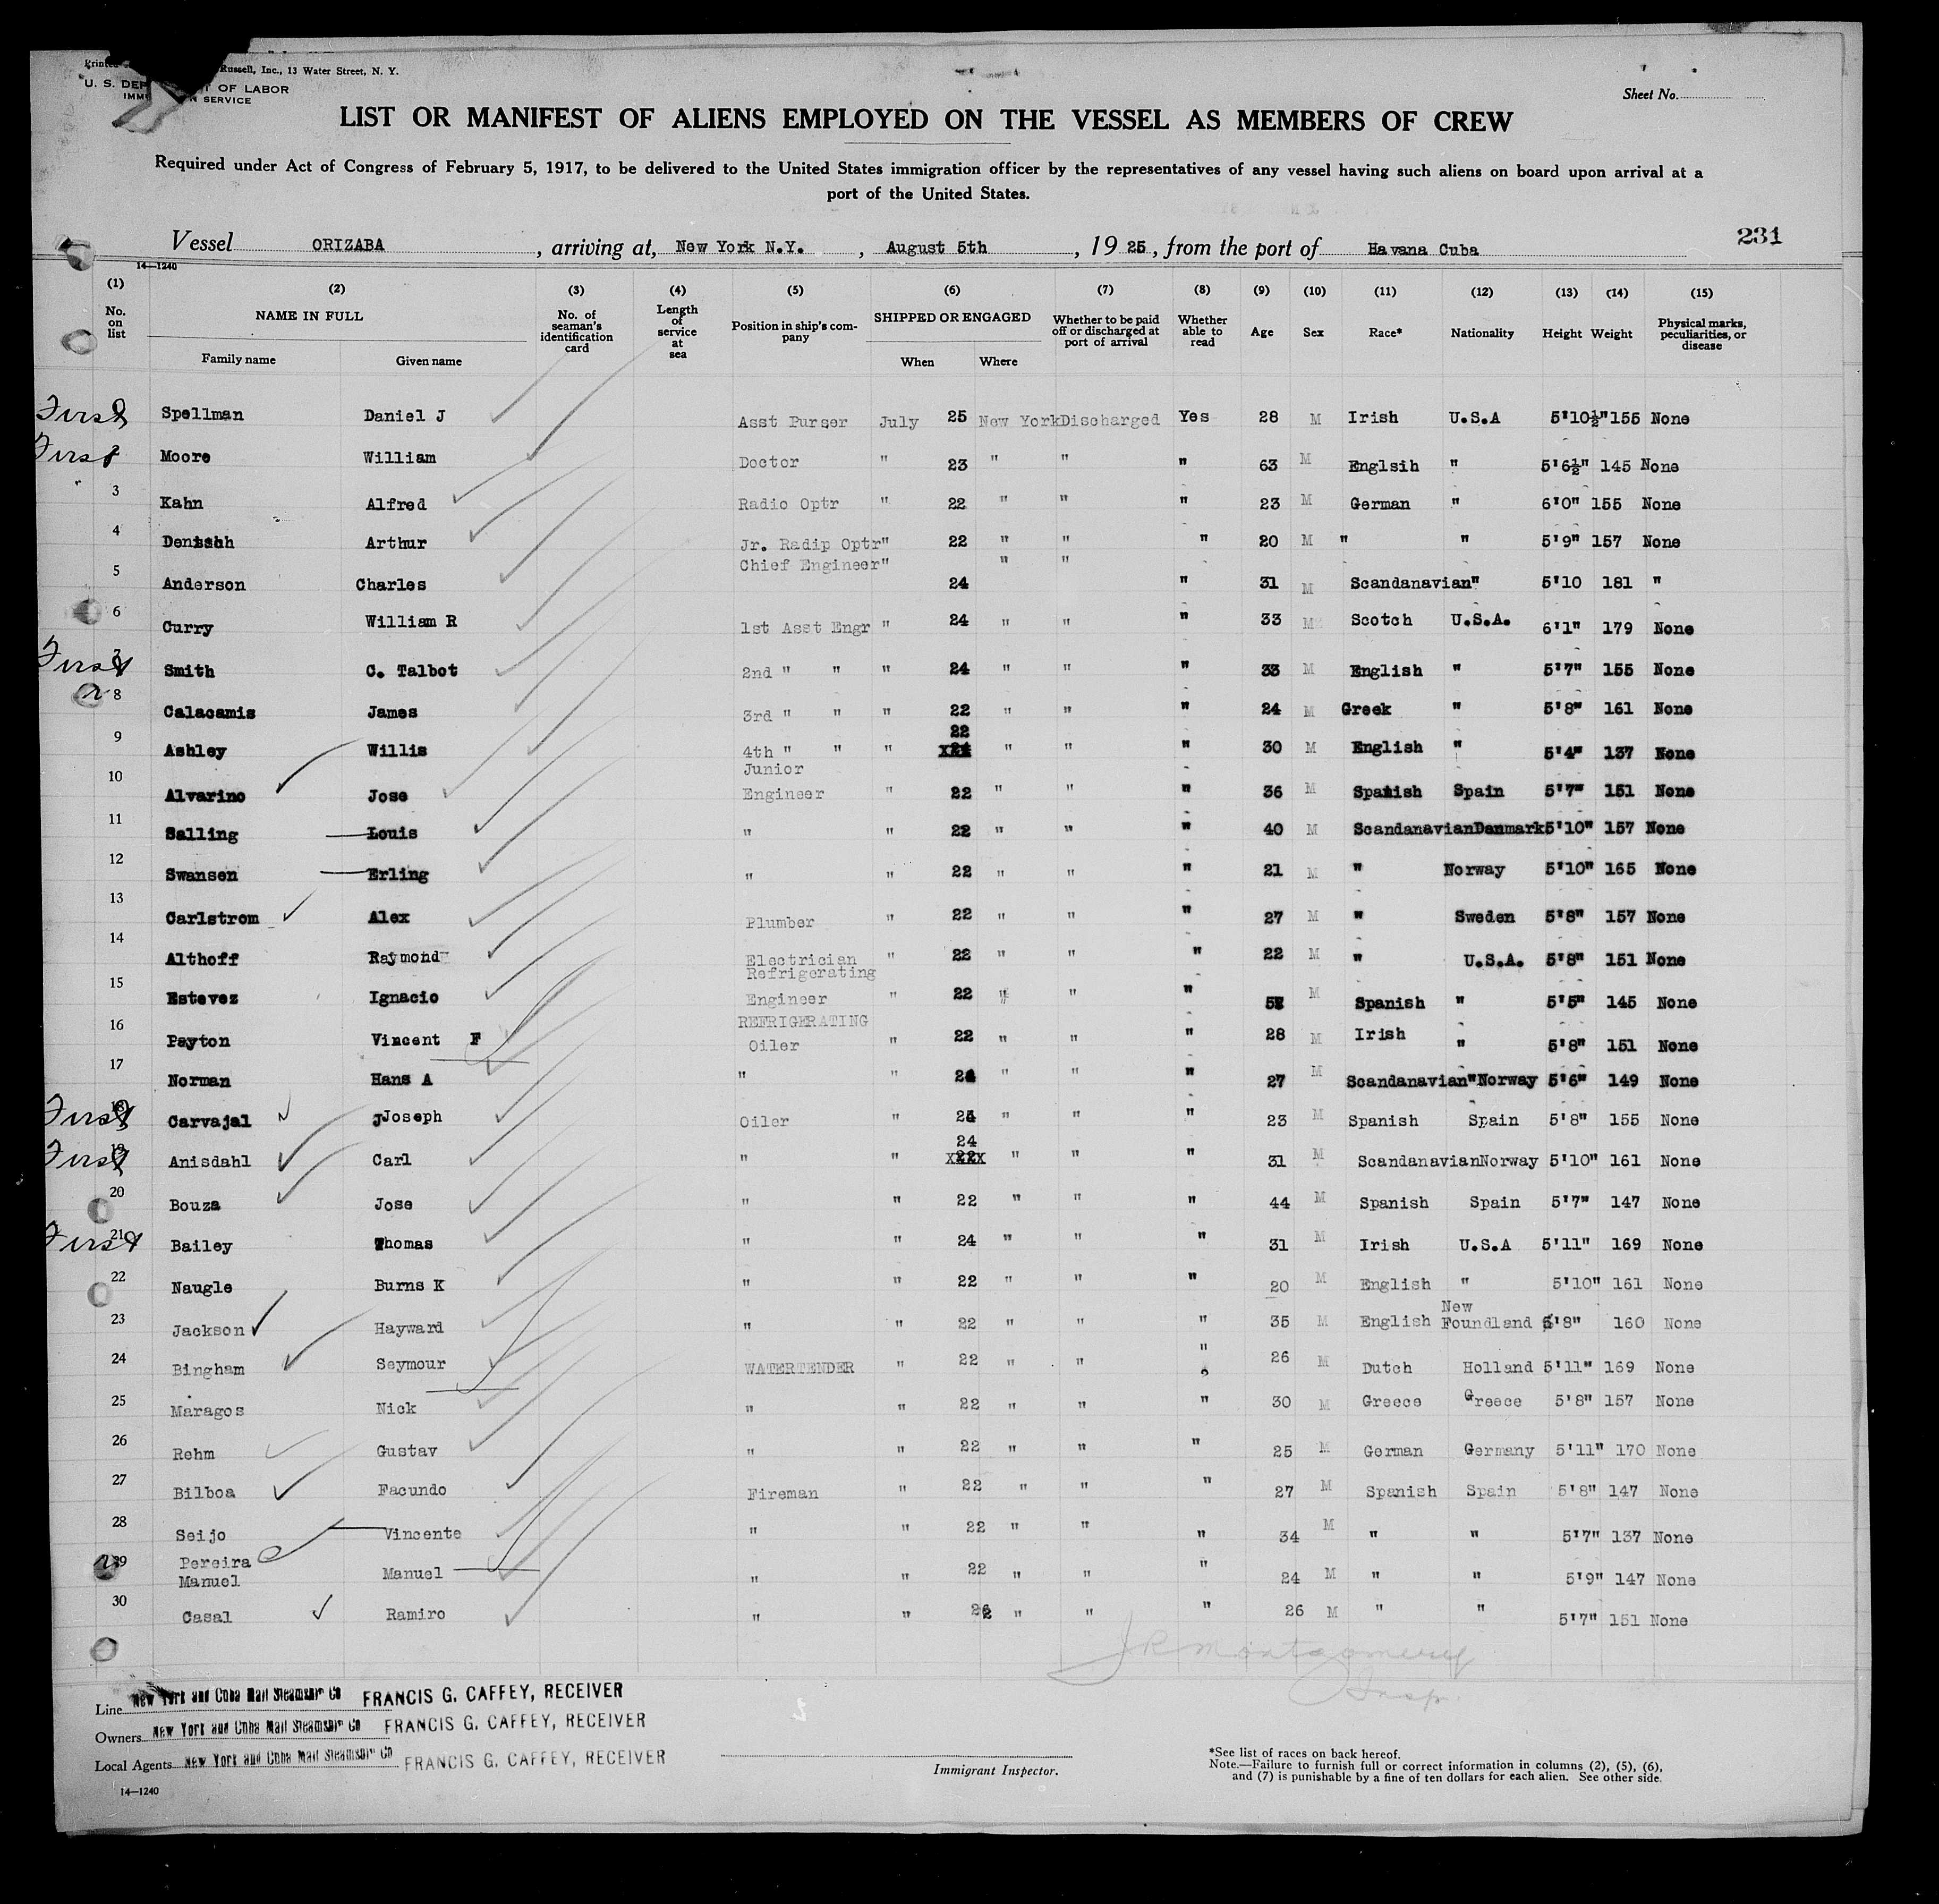 Russell, Inc., 13 Water Street, N. Y.
U. S. DEP OF LABOR
IMM N SERVICE
Sheet No.
LIST OR MANIFEST OF ALIENS EMPLOYED ON THE VESSEL AS MEMBERS OF CREW
Required under Act of Congress of February 5, 1917, to be delivered to the United States immigration officer by the representatives of any vessel having such aliens on board upon arrival at a
port of the United States.
231
Vessel ORIZABA, arriving at, New York N.Y., August 5th, 1925, from the port of Havana Cuba
14—1240
(1) (2) (3) (4) (5) (6) (7) (8) (9) (10) (11) (12) (13) (14) (15)
No. on list NAME IN FULL Family name Given name No. of seaman's identification card Length of service at sea Position in ship's company SHIPPED OR ENGAGED When Where Whether to be paid off or discharged at port of arrival Whether able to read Age Sex Race* Nationality Height Weight Physical marks, peculiarities, or disease
First Spellman Daniel J Asst Purser July 25 New York Discharged Yes 28 M Irish U.S.A 5'10½" 155 None
First 2 Moore William Doctor " 23 " " " 63 M Englsih " 5'6½" 145 None
3 Kahn Alfred Radio Optr " 22 " " " 23 M German " 6'0" 155 None
4 Arthur Jr. Radip Optr " 22 " " " 20 M " " 5'9" 157 None
5 Anderson Charles Chief Engineer " 24 " " " 31 M Scandanavian " 5'10 181 "
6 Curry William R 1st Asst Engr " 24 " " " 33 M Scotch U.S.A. 6'1" 179 None
First 7 Smith C. Talbot 2nd " " " 24 " " " 33 M English " 5'7" 155 None
8 Calacamis James 3rd " " " 22 " " " 24 M Greek " 5'8" 161 None
9 Ashley Willis 4th " " " 22 " " " 30 M English " 5'4" 137 None
10 Alvarino Jose Junior Engineer " 22 " " " 36 M Spanish Spain 5'7" 151 None
11 Salling Louis " " 22 " " " 40 M Scandanavian Danmark 5'10" 157 None
12 Swansen Erling " " 22 " " " 21 M " Norway 5'10" 165 None
13 Carlstrom Alex Plumber " 22 " " " 27 M " Sweden 5'8" 157 None
14 Althoff Raymond Electrician " 22 " " " 22 M " U.S.A. 5'8" 151 None
15 Estevez Ignacio Refrigerating Engineer " 22 " " " M Spanish " 5'5" 145 None
16 Payton Vincent F REFRIGERATING Oiler " 22 " " " 28 M Irish " 5'8" 151 None
17 Norman Hans A " " 24 " " " 27 M Scandanavian " Norway 5'6" 149 None
First 18 Carvajal Joseph Oiler " 24 " " " 23 M Spanish Spain 5'8" 155 None
First 19 Anisdahl Carl " " 24 " " " 31 M Scandanavian Norway 5'10" 161 None
20 Bouza Jose " " 22 " " " 44 M Spanish Spain 5'7" 147 None
First 21 Bailey Thomas " " 24 " " " 31 M Irish U.S.A 5'11" 169 None
22 Naugle Burns K " " 22 " " " 20 M English " 5'10" 161 None
23 Jackson Hayward " " 22 " " " 35 M English New Foundland 5'8" 160 None
24 Bingham Seymour WATERTENDER " 22 " " " 26 M Dutch Holland 5'11" 169 None
25 Maragos Nick " " 22 " " " 30 M Greece Greece 5'8" 157 None
26 Rehm Gustav " " 22 " " " 25 M German Germany 5'11" 170 None
27 Bilboa Facundo Fireman " 22 " " " 27 M Spanish Spain 5'8" 147 None
28 Seijo Vincente " " 22 " " " 34 M " " 5'7" 137 None
29 Pereira Manuel Manuel " " 22 " " " 24 M " " 5'9" 147 None
30 Casal Ramiro " " 22 " " " 26 M " " 5'7" 151 None
J R Montgomery
Insp.
Line New York and Cuba Mail Steamship Co FRANCIS G. CAFFEY, RECEIVER
Owners New York and Cuba Mail Steamship Co FRANCIS G. CAFFEY, RECEIVER
Local Agents New York and Cuba Mail Steamship Co FRANCIS G. CAFFEY, RECEIVER
Immigrant Inspector.
*See list of races on back hereof.
Note.—Failure to furnish full or correct information in columns (2), (5), (6),
and (7) is punishable by a fine of ten dollars for each alien. See other side.
14—1240